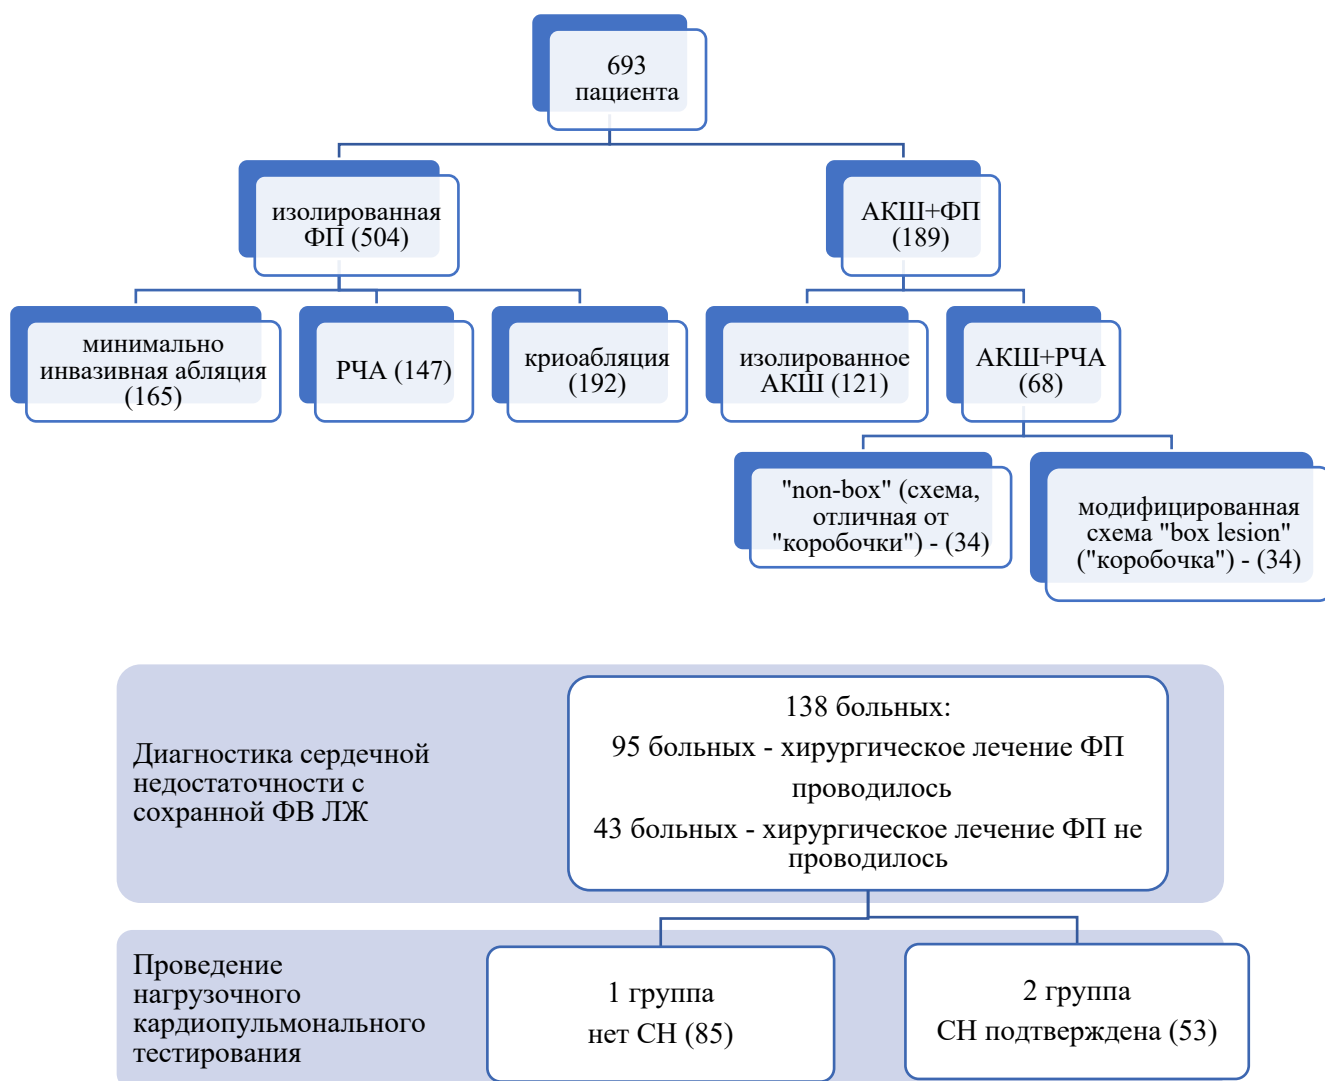 693
пациента
изолированная
ФП (504)
АКШ+ФП
(189)
минимально
инвазивная абляция
(165)
РЧА (147)
криоабляция
(192)
изолированное
АКШ (121)
АКШ+РЧА
(68)
"non-box" (схема,
отличная от
"коробочки") - (34)
модифицированная
схема "box lesion"
("коробочка") - (34)
Диагностика сердечной
недостаточности с
сохранной ФВ ЛЖ
138 больных:
95 больных - хирургическое лечение ФП
проводилось
43 больных - хирургическое лечение ФП не
проводилось
Проведение
нагрузочного
кардиопульмонального
тестирования
1 группа
нет СН (85)
2 группа
СН подтверждена (53)